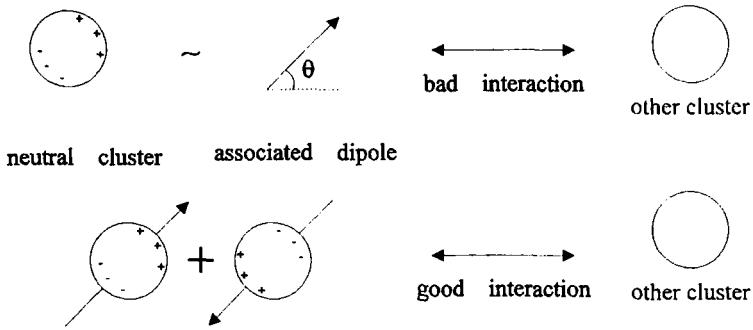 θ
bad interaction
other cluster
neutral cluster
associated dipole
good interaction
other cluster